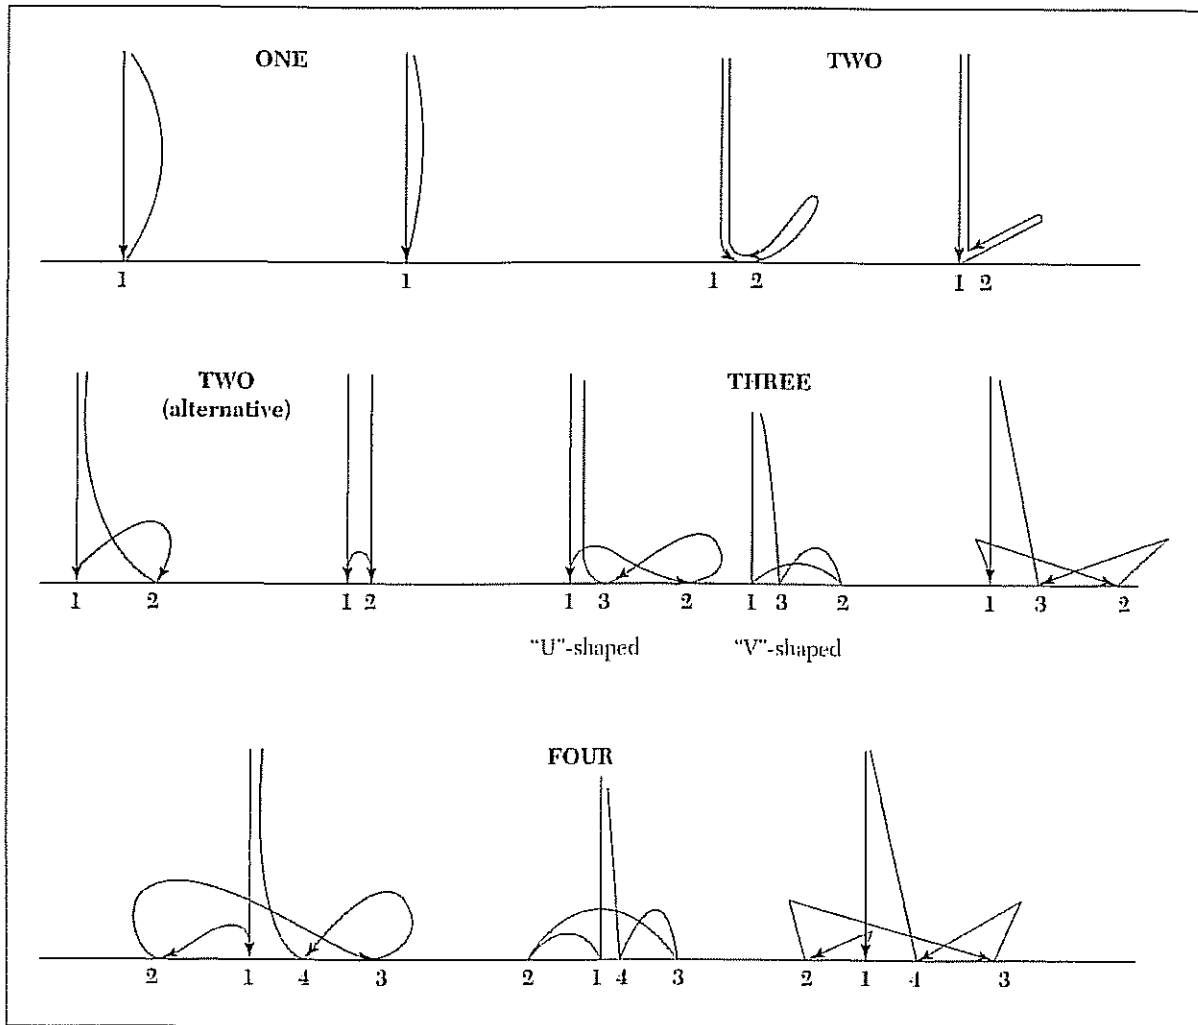 ONE
TWO
1
1
1 2
1 2
TWO
THREE
(alternative)
1 2
1 2
1 3 2
1 3 2
1 3 2
"U"-shaped
"V"-shaped
FOUR
2 1 4 3
2 1 4 3
2 1 4 3